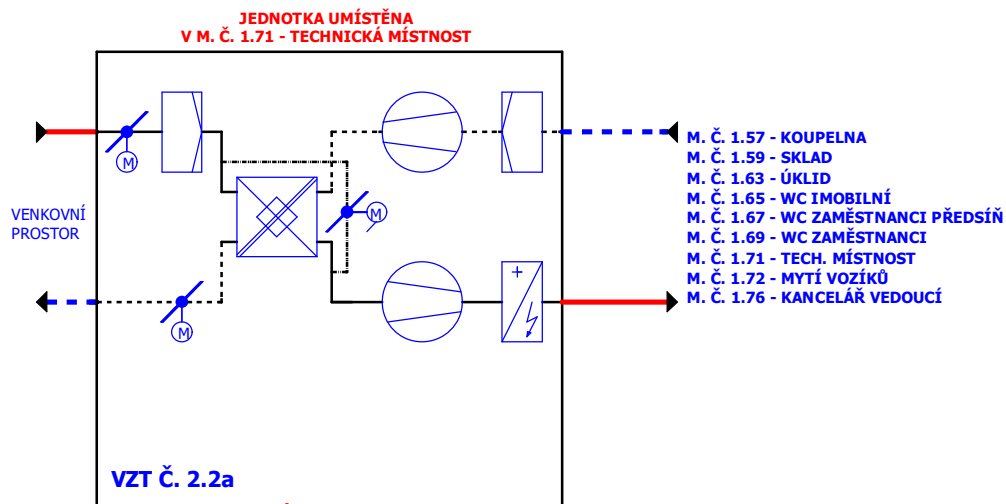 JEDNOTKA UMÍSTĚNA
V M. Č. 1.71 - TECHNICKÁ MÍSTNOST
M
M
M
VENKOVNÍ
PROSTOR
+
M. Č. 1.57 - KOUPELNA
M. Č. 1.59 - SKLAD
M. Č. 1.63 - ÚKLID
M. Č. 1.65 - WC IMOBILNÍ
M. Č. 1.67 - WC ZAMĚSTNANCI PŘEDSÍŇ
M. Č. 1.69 - WC ZAMĚSTNANCI
M. Č. 1.71 - TECH. MÍSTNOST
M. Č. 1.72 - MYTÍ VOZÍKŮ
M. Č. 1.76 - KANCELÁŘ VEDOUCÍ
VZT Č. 2.2a